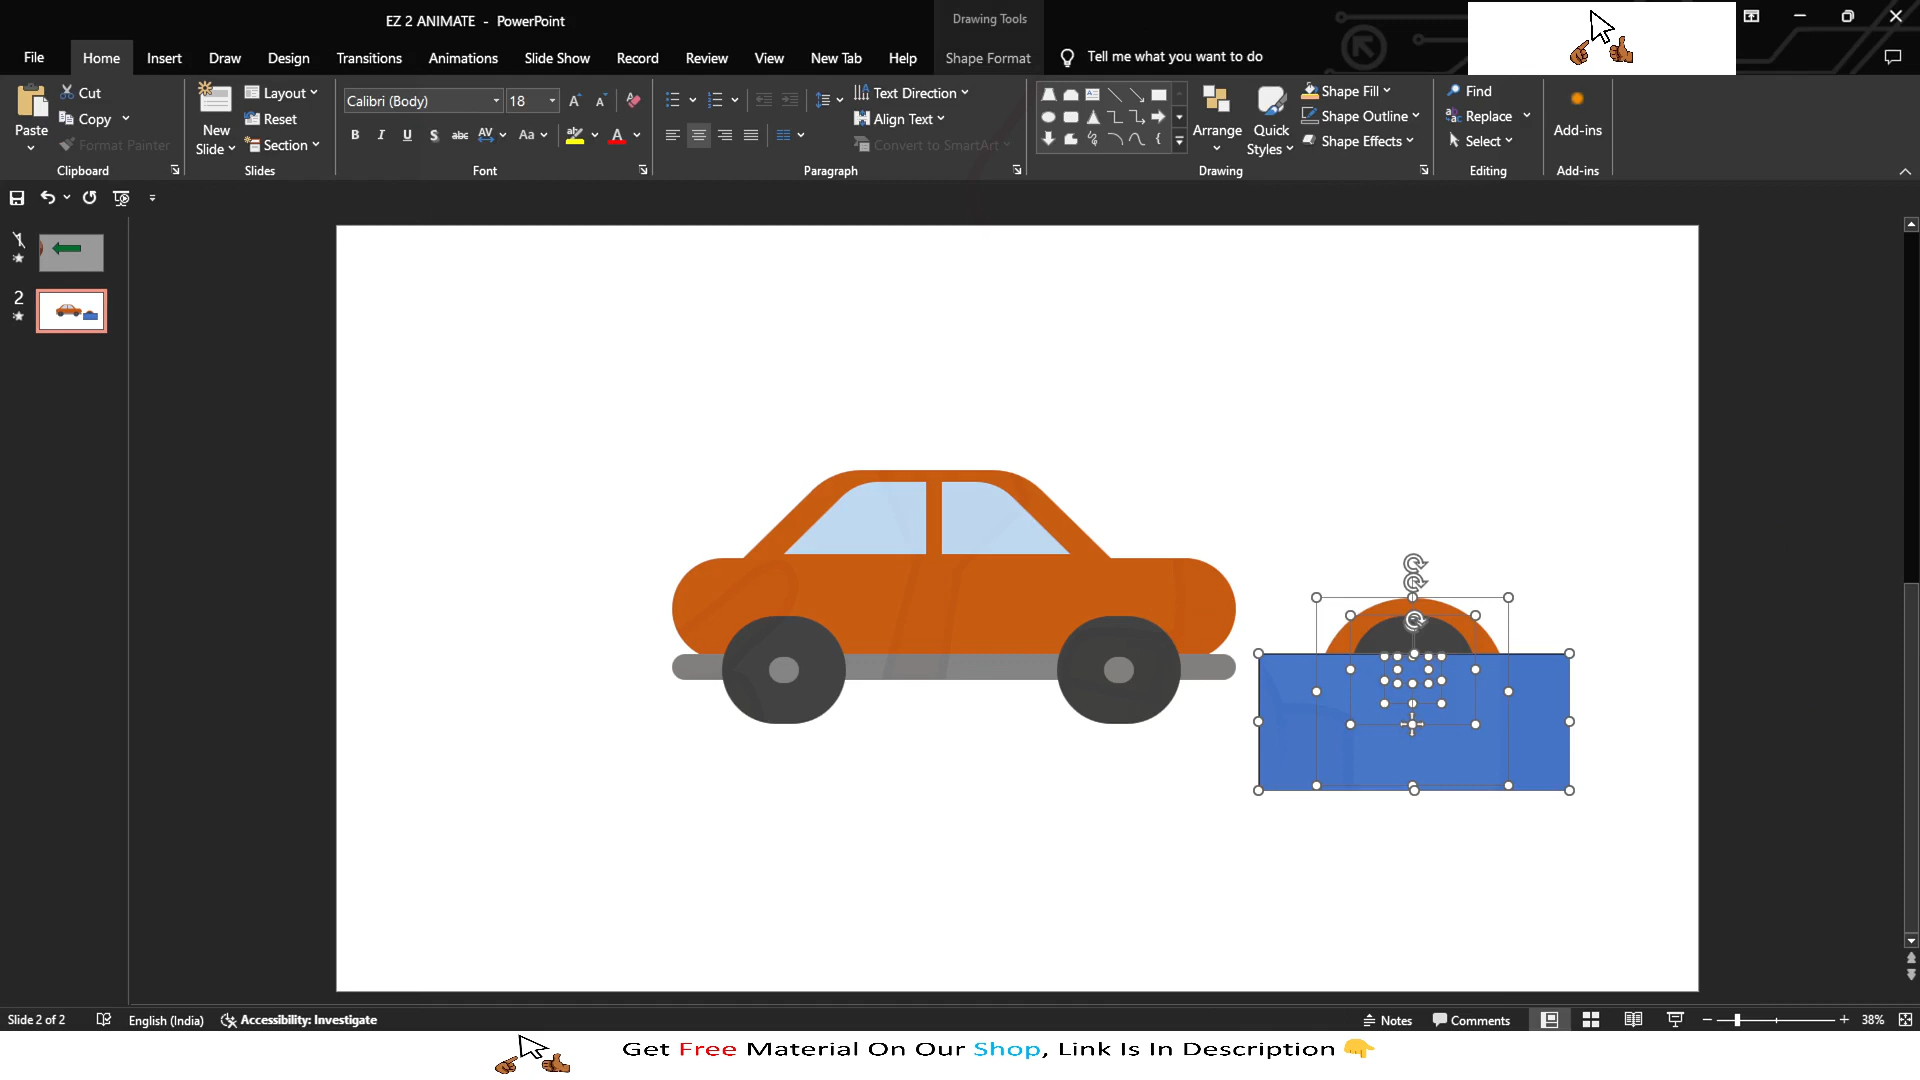 EZ 2 ANIMATE - PowerPoint
Drawing Tools
File Home Insert Draw Design Transitions Animations Slide Show Record Review View New Tab Help Shape Format Tell me what you want to do
Paste
Cut
Copy
Format Painter
Clipboard
New
Slide
Layout
Reset
Section
Slides
Calibri (Body) 18
B I U S abc AV Aa A
Font
Text Direction
Align Text
Convert to SmartArt
Paragraph
Arrange
Quick
Styles
Shape Fill
Shape Outline
Shape Effects
Drawing
Find
Replace
Select
Editing
Add-ins
Add-ins
1
2
Slide 2 of 2 English (India) Accessibility: Investigate Notes Comments 38%
Get Free Material On Our Shop, Link Is In Description 👇